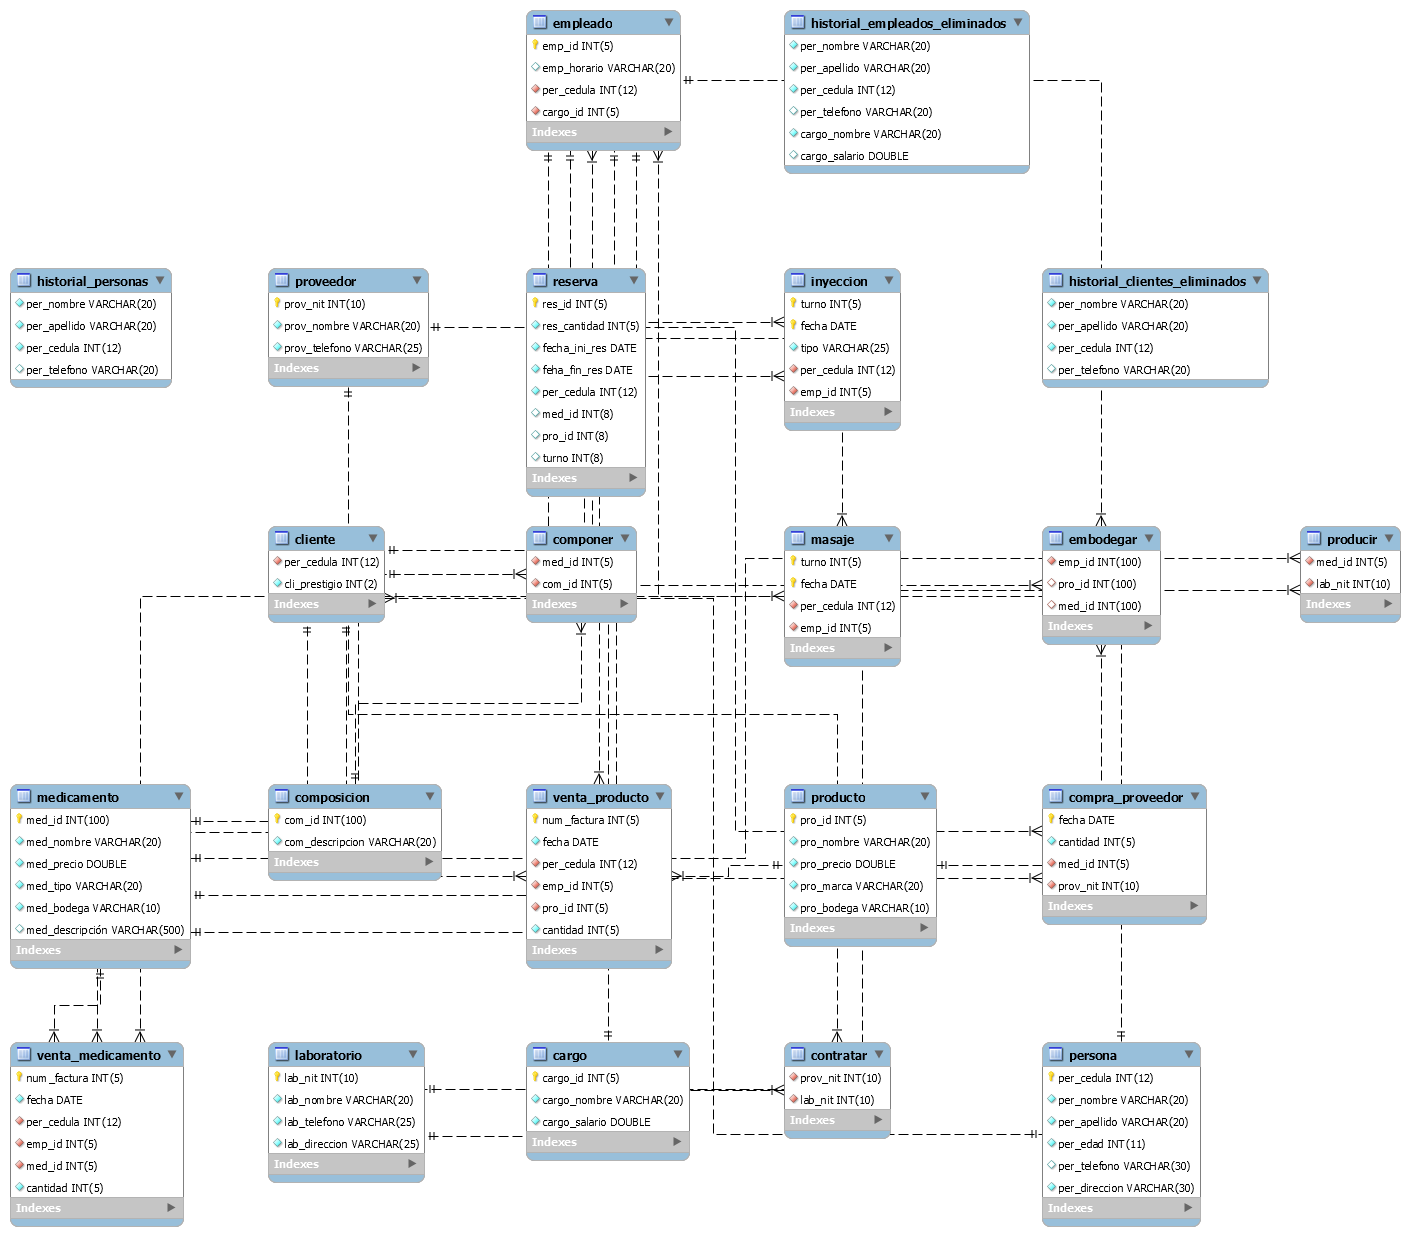 empleado
emp_id INT(5)
emp_horario VARCHAR(20)
per_cedula INT(12)
cargo_id INT(5)
Indexes
historial_empleados_eliminados
per_nombre VARCHAR(20)
per_apellido VARCHAR(20)
per_cedula INT(12)
per_telefono VARCHAR(20)
cargo_nombre VARCHAR(20)
cargo_salario DOUBLE
historial_personas
per_nombre VARCHAR(20)
per_apellido VARCHAR(20)
per_cedula INT(12)
per_telefono VARCHAR(20)
proveedor
prov_nit INT(10)
prov_nombre VARCHAR(20)
prov_telefono VARCHAR(25)
Indexes
reserva
res_id INT(5)
res_cantidad INT(5)
fecha_ini_res DATE
feha_fin_res DATE
per_cedula INT(12)
med_id INT(8)
pro_id INT(8)
turno INT(8)
Indexes
inyeccion
turno INT(5)
fecha DATE
tipo VARCHAR(25)
per_cedula INT(12)
emp_id INT(5)
Indexes
historial_clientes_eliminados
per_nombre VARCHAR(20)
per_apellido VARCHAR(20)
per_cedula INT(12)
per_telefono VARCHAR(20)
cliente
per_cedula INT(12)
cli_prestigio INT(2)
Indexes
componer
med_id INT(5)
com_id INT(5)
Indexes
masaje
turno INT(5)
fecha DATE
per_cedula INT(12)
emp_id INT(5)
Indexes
embodegar
emp_id INT(100)
pro_id INT(100)
med_id INT(100)
Indexes
producir
med_id INT(5)
lab_nit INT(10)
Indexes
medicamento
med_id INT(100)
med_nombre VARCHAR(20)
med_precio DOUBLE
med_tipo VARCHAR(20)
med_bodega VARCHAR(10)
med_descripción VARCHAR(500)
Indexes
composicion
com_id INT(100)
com_descripcion VARCHAR(20)
Indexes
venta_producto
num_factura INT(5)
fecha DATE
per_cedula INT(12)
emp_id INT(5)
pro_id INT(5)
cantidad INT(5)
Indexes
producto
pro_id INT(5)
pro_nombre VARCHAR(20)
pro_precio DOUBLE
pro_marca VARCHAR(20)
pro_bodega VARCHAR(10)
Indexes
compra_proveedor
fecha DATE
cantidad INT(5)
med_id INT(5)
prov_nit INT(10)
Indexes
venta_medicamento
num_factura INT(5)
fecha DATE
per_cedula INT(12)
emp_id INT(5)
med_id INT(5)
cantidad INT(5)
Indexes
laboratorio
lab_nit INT(10)
lab_nombre VARCHAR(20)
lab_telefono VARCHAR(25)
lab_direccion VARCHAR(25)
Indexes
cargo
cargo_id INT(5)
cargo_nombre VARCHAR(20)
cargo_salario DOUBLE
Indexes
contratar
prov_nit INT(10)
lab_nit INT(10)
Indexes
persona
per_cedula INT(12)
per_nombre VARCHAR(20)
per_apellido VARCHAR(20)
per_edad INT(11)
per_telefono VARCHAR(30)
per_direccion VARCHAR(30)
Indexes